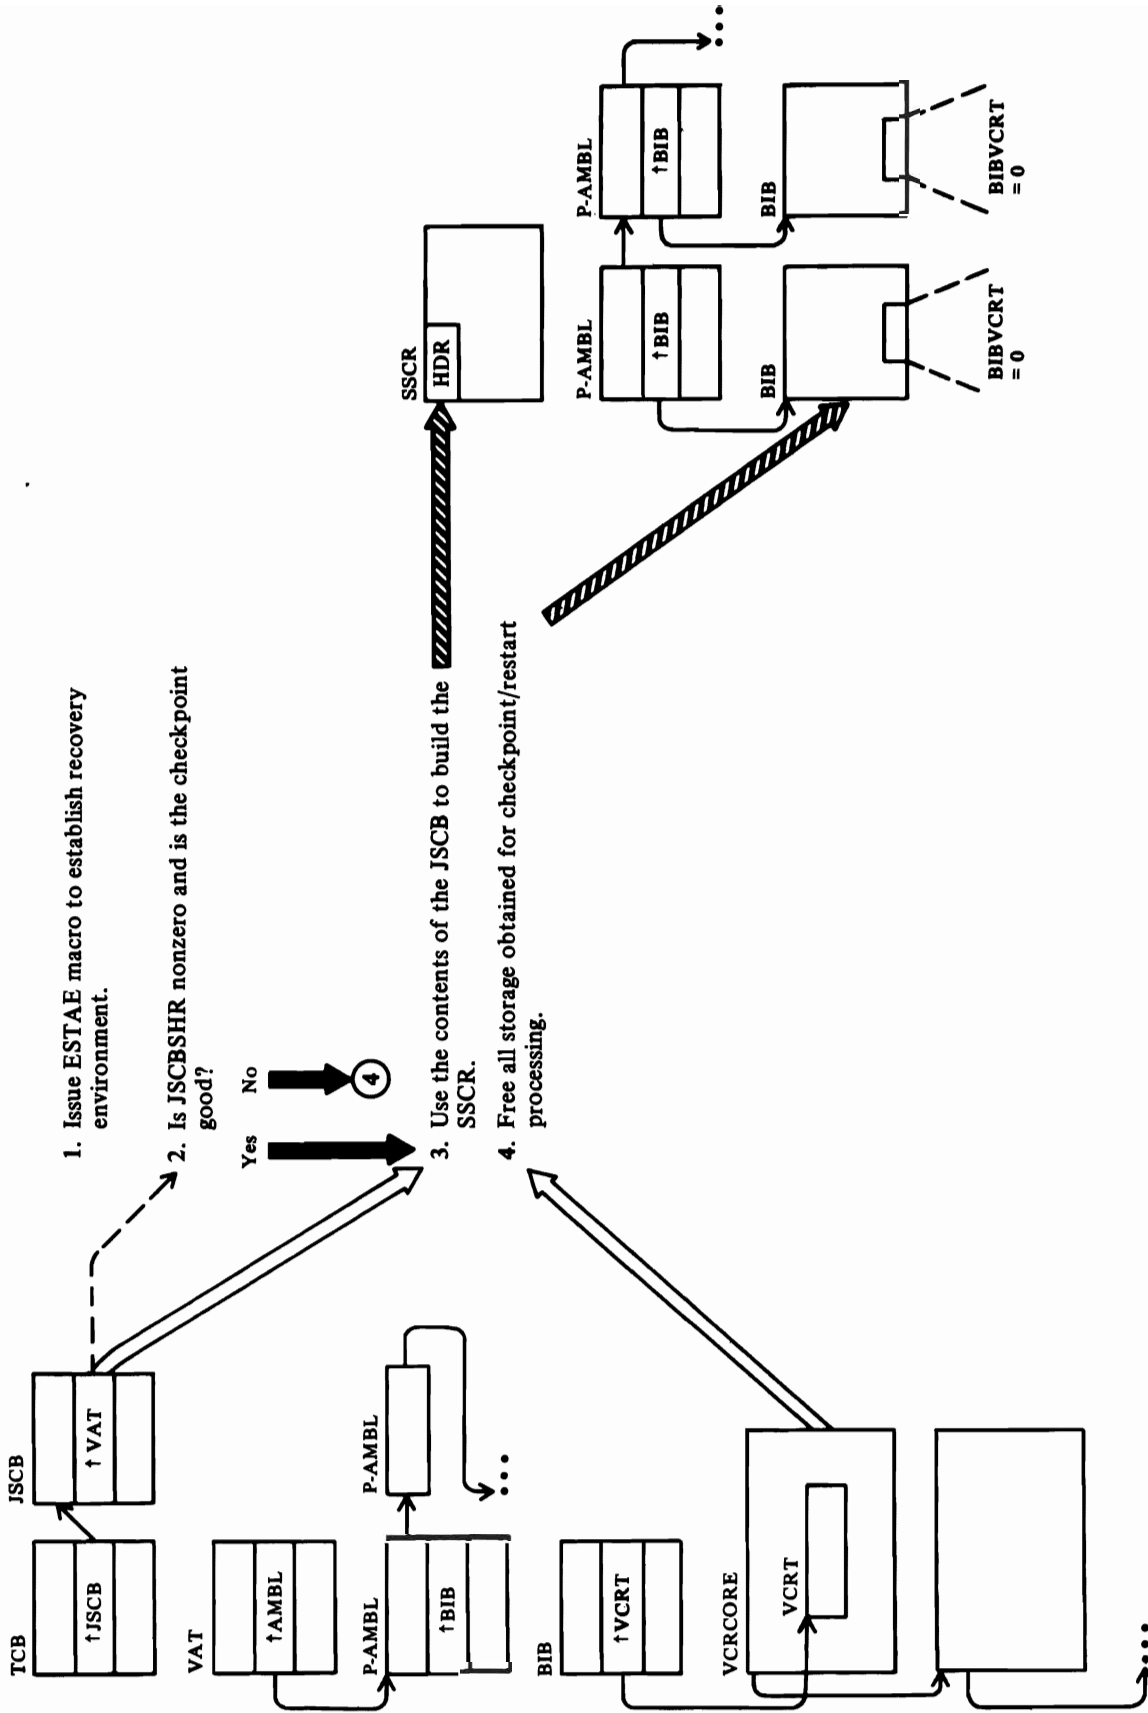 TCB
↑JSCB
JSCB
↑VAT
VAT
↑AMBL
P-AMBL
↑BIB
P-AMBL
...
BIB
↑VCRT
VCRCORE
VCRT
...
1. Issue ESTAE macro to establish recovery
environment.
2. Is JSCBSHR nonzero and is the checkpoint
good?
Yes
No
4
3. Use the contents of the JSCB to build the
SSCR.
4. Free all storage obtained for checkpoint/restart
processing.
SSCR
HDR
P-AMBL
↑BIB
P-AMBL
↑BIB
...
BIB
BIB
BIBVCRT
= 0
BIBVCRT
= 0